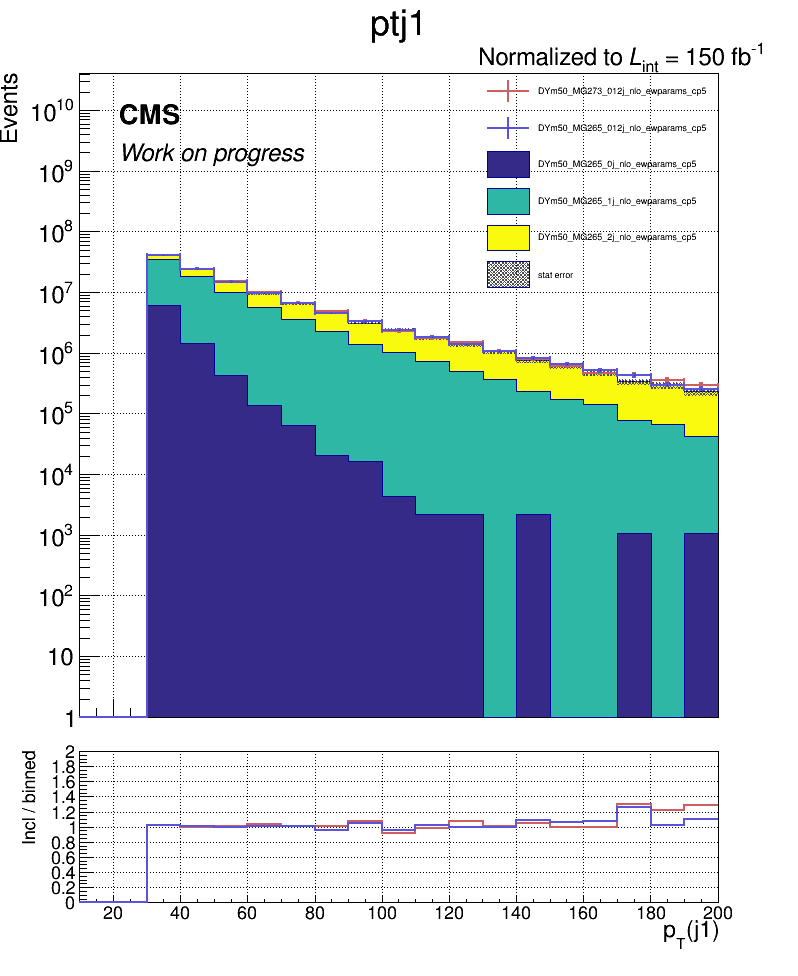 ptj1
Normalized to L_int = 150 fb^-1
Events
CMS
Work on progress
DYm50_MG273_012j_nlo_ewparams_cp5
DYm50_MG265_012j_nlo_ewparams_cp5
DYm50_MG265_0j_nlo_ewparams_cp5
DYm50_MG265_1j_nlo_ewparams_cp5
DYm50_MG265_2j_nlo_ewparams_cp5
stat error
10^10
10^9
10^8
10^7
10^6
10^5
10^4
10^3
10^2
10
1
Incl / binned
2
1.8
1.6
1.4
1.2
1
0.8
0.6
0.4
0.2
0
20 40 60 80 100 120 140 160 180 200
p_T(j1)